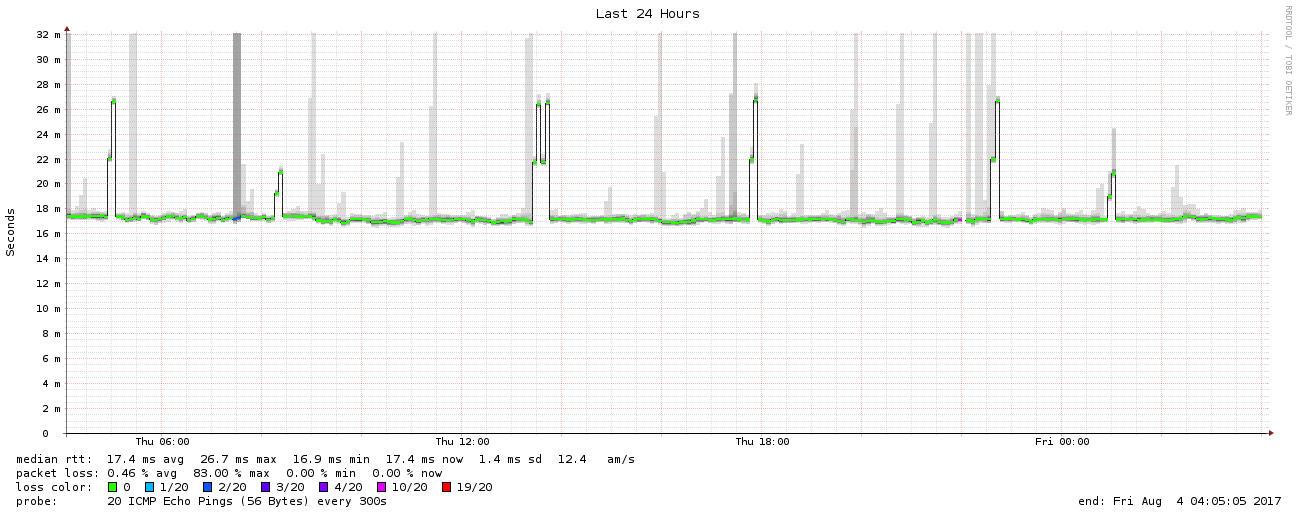 Last 24 Hours
RRDTOOL / TOBI OETIKER
Seconds
32 m
30 m
28 m
26 m
24 m
22 m
20 m
18 m
16 m
14 m
12 m
10 m
8 m
6 m
4 m
2 m
0
Thu 06:00 Thu 12:00 Thu 18:00 Fri 00:00
median rtt: 17.4 ms avg 26.7 ms max 16.9 ms min 17.4 ms now 1.4 ms sd 12.4 am/s
packet loss: 0.46 % avg 83.00 % max 0.00 % min 0.00 % now
loss color: 0 1/20 2/20 3/20 4/20 10/20 19/20
probe: 20 ICMP Echo Pings (56 Bytes) every 300s end: Fri Aug 4 04:05:05 2017